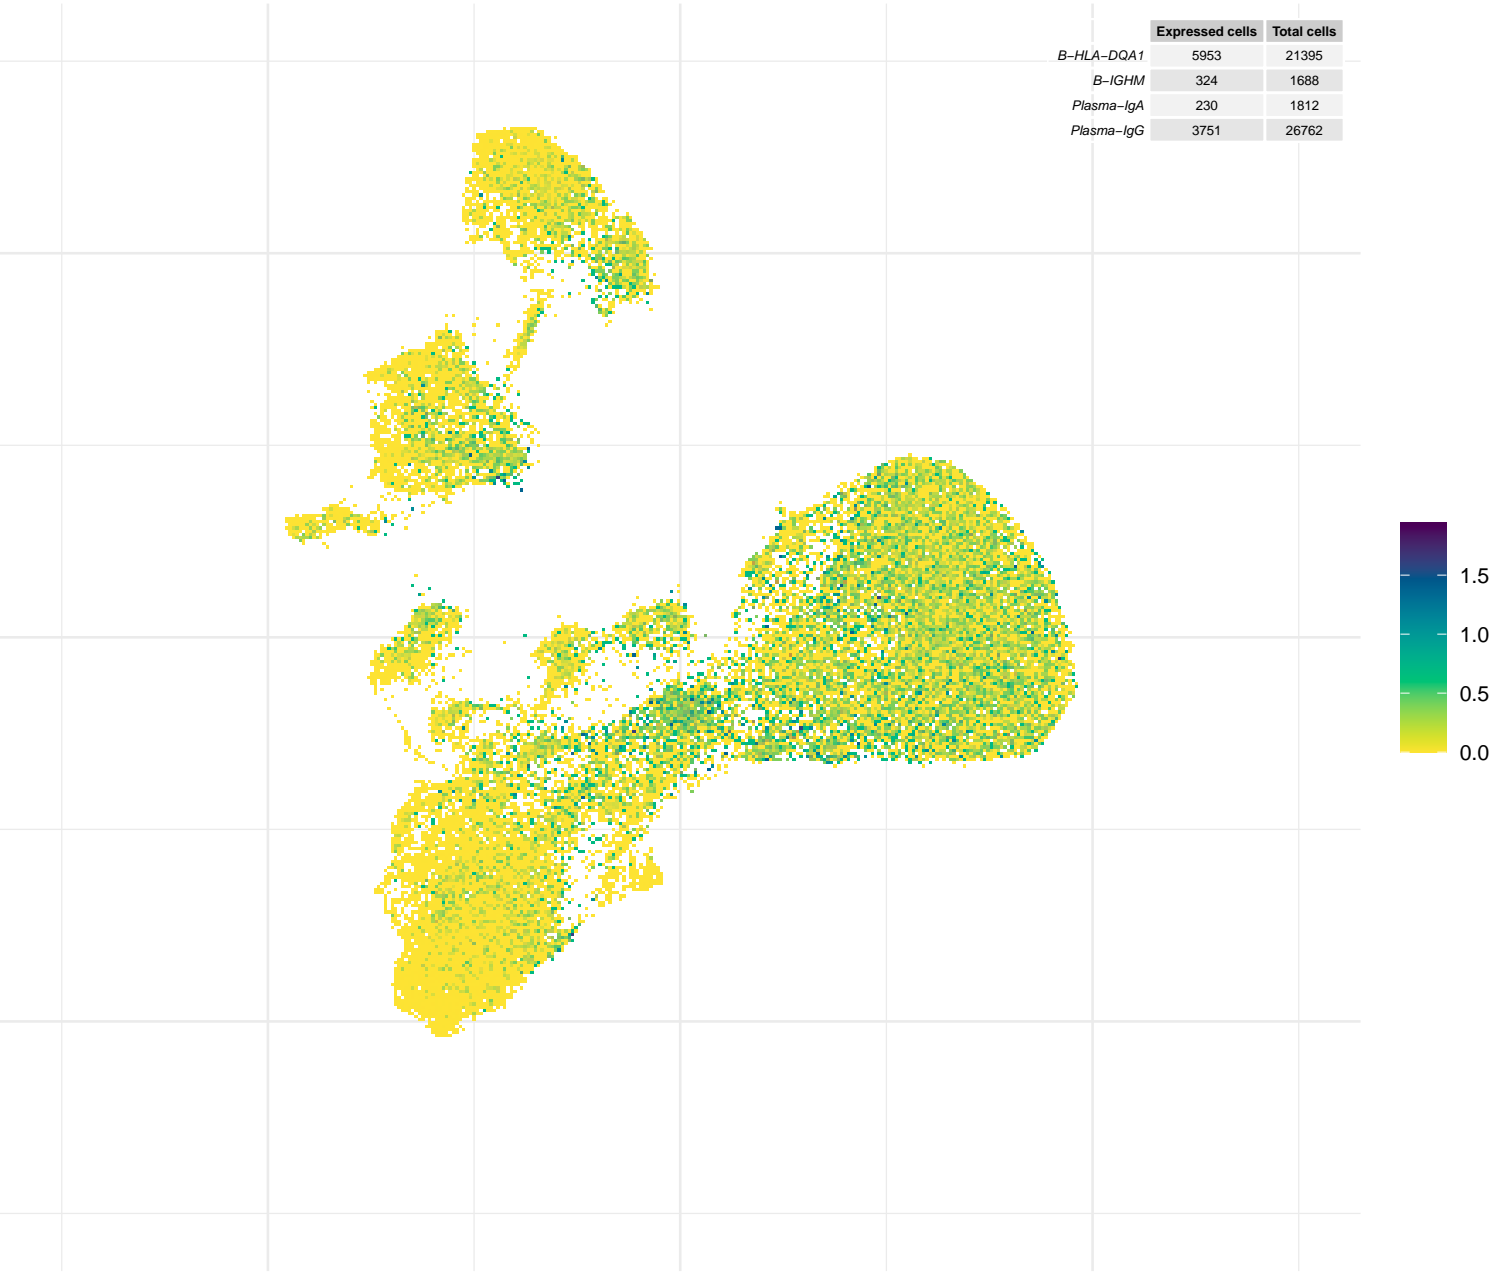 Expressed cells Total cells
B−HLA−DQA1 5953 21395
B−IGHM 324 1688
Plasma−IgA 230 1812
Plasma−IgG 3751 26762
1.5
1.0
0.5
0.0